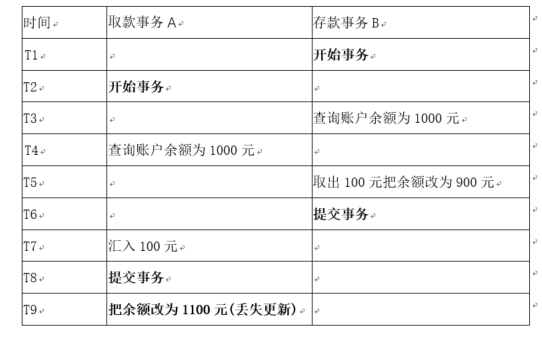 时间 取款事务 A 存款事务 B
T1 开始事务
T2 开始事务
T3 查询账户余额为 1000 元
T4 查询账户余额为 1000 元
T5 取出 100 元把余额改为 900 元
T6 提交事务
T7 汇入 100 元
T8 提交事务
T9 把余额改为 1100 元(丢失更新)